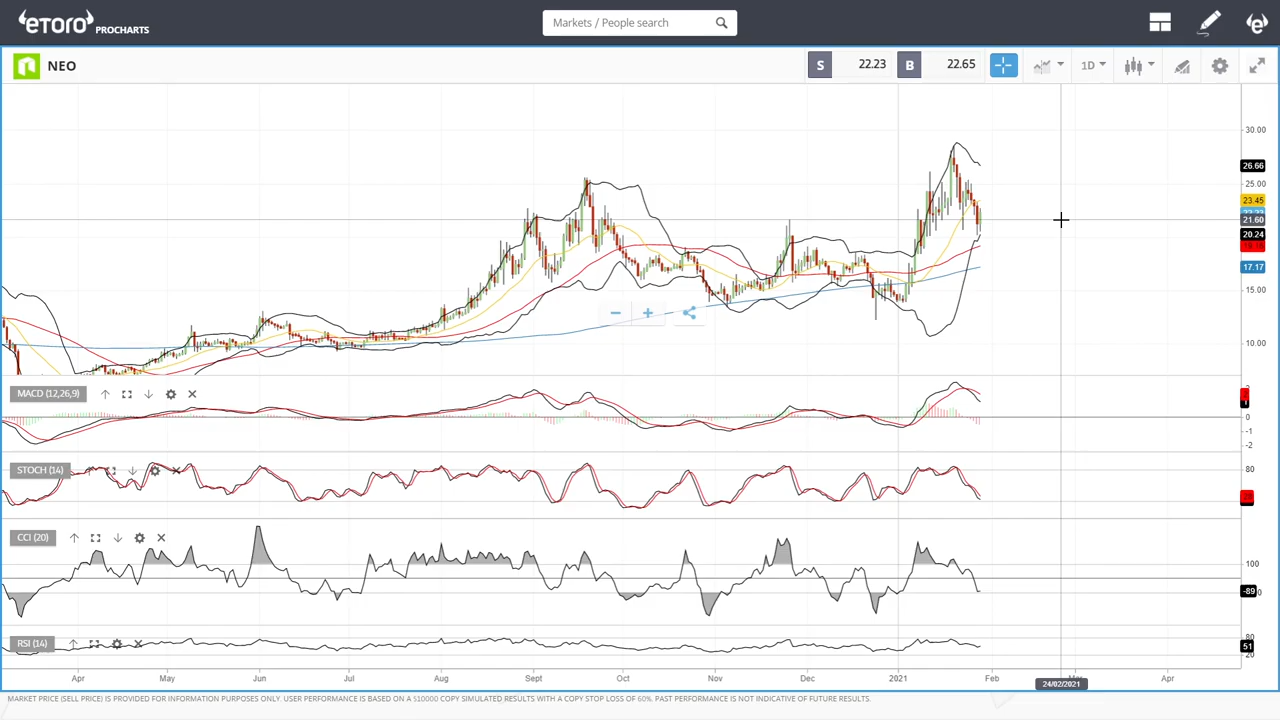 eToro PROCHARTS
Markets / People search
NEO
S 22.23 B 22.65
1D
30.00
26.66
25.00
23.45
21.60
20.24
17.17
15.00
10.00
MACD (12,26,9)
0
-1
-2
STOCH (14)
80
CCI (20)
100
-89
RSI (14)
80
51
20
Apr May Jun Jul Aug Sept Oct Nov Dec 2021 Feb Apr
24/02/2021
MARKET PRICE (SELL PRICE) IS PROVIDED FOR INFORMATION PURPOSES ONLY. USER PERFORMANCE IS BASED ON A $10000 COPY SIMULATED RESULTS WITH A COPY STOP LOSS OF 60%. PAST PERFORMANCE IS NOT INDICATIVE OF FUTURE RESULTS.